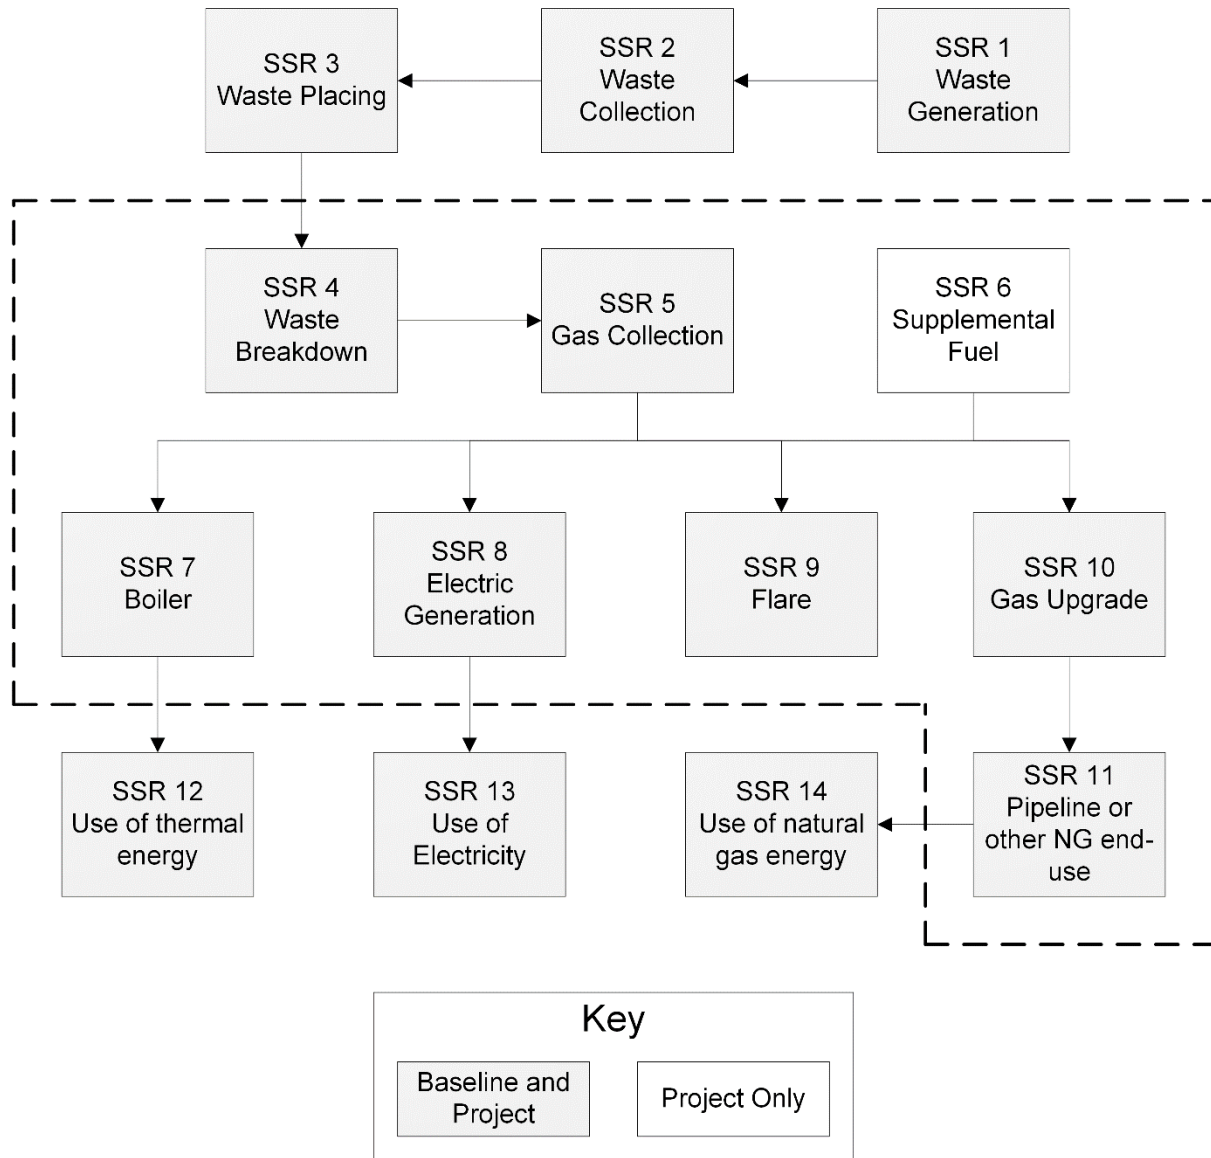 SSR 3
Waste Placing
SSR 2
Waste
Collection
SSR 1
Waste
Generation
SSR 4
Waste
Breakdown
SSR 5
Gas Collection
SSR 6
Supplemental
Fuel
SSR 7
Boiler
SSR 8
Electric
Generation
SSR 9
Flare
SSR 10
Gas Upgrade
SSR 12
Use of thermal
energy
SSR 13
Use of
Electricity
SSR 14
Use of natural
gas energy
SSR 11
Pipeline or
other NG end-
use
Key
Baseline and
Project
Project Only